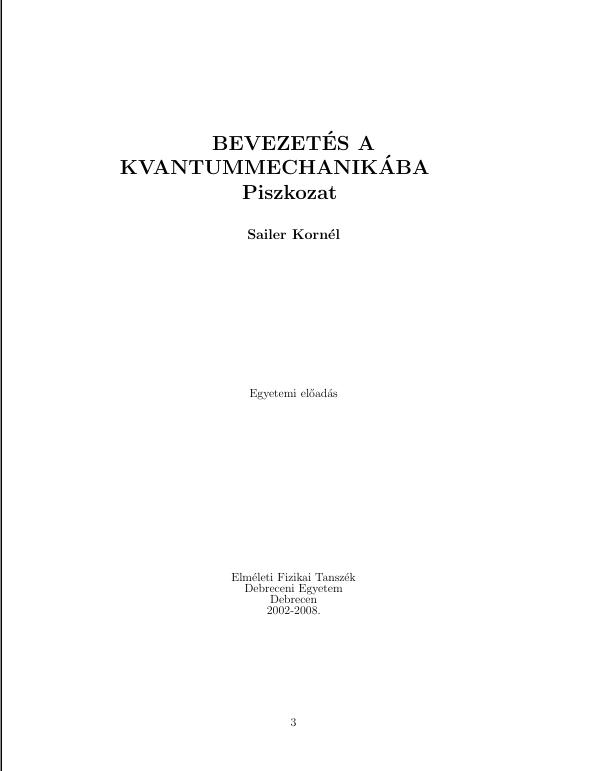 BEVEZETÉS A
KVANTUMMECHANIKÁBA
Piszkozat
Sailer Kornél
Egyetemi előadás
Elméleti Fizikai Tanszék
Debreceni Egyetem
Debrecen
2002-2008.
3